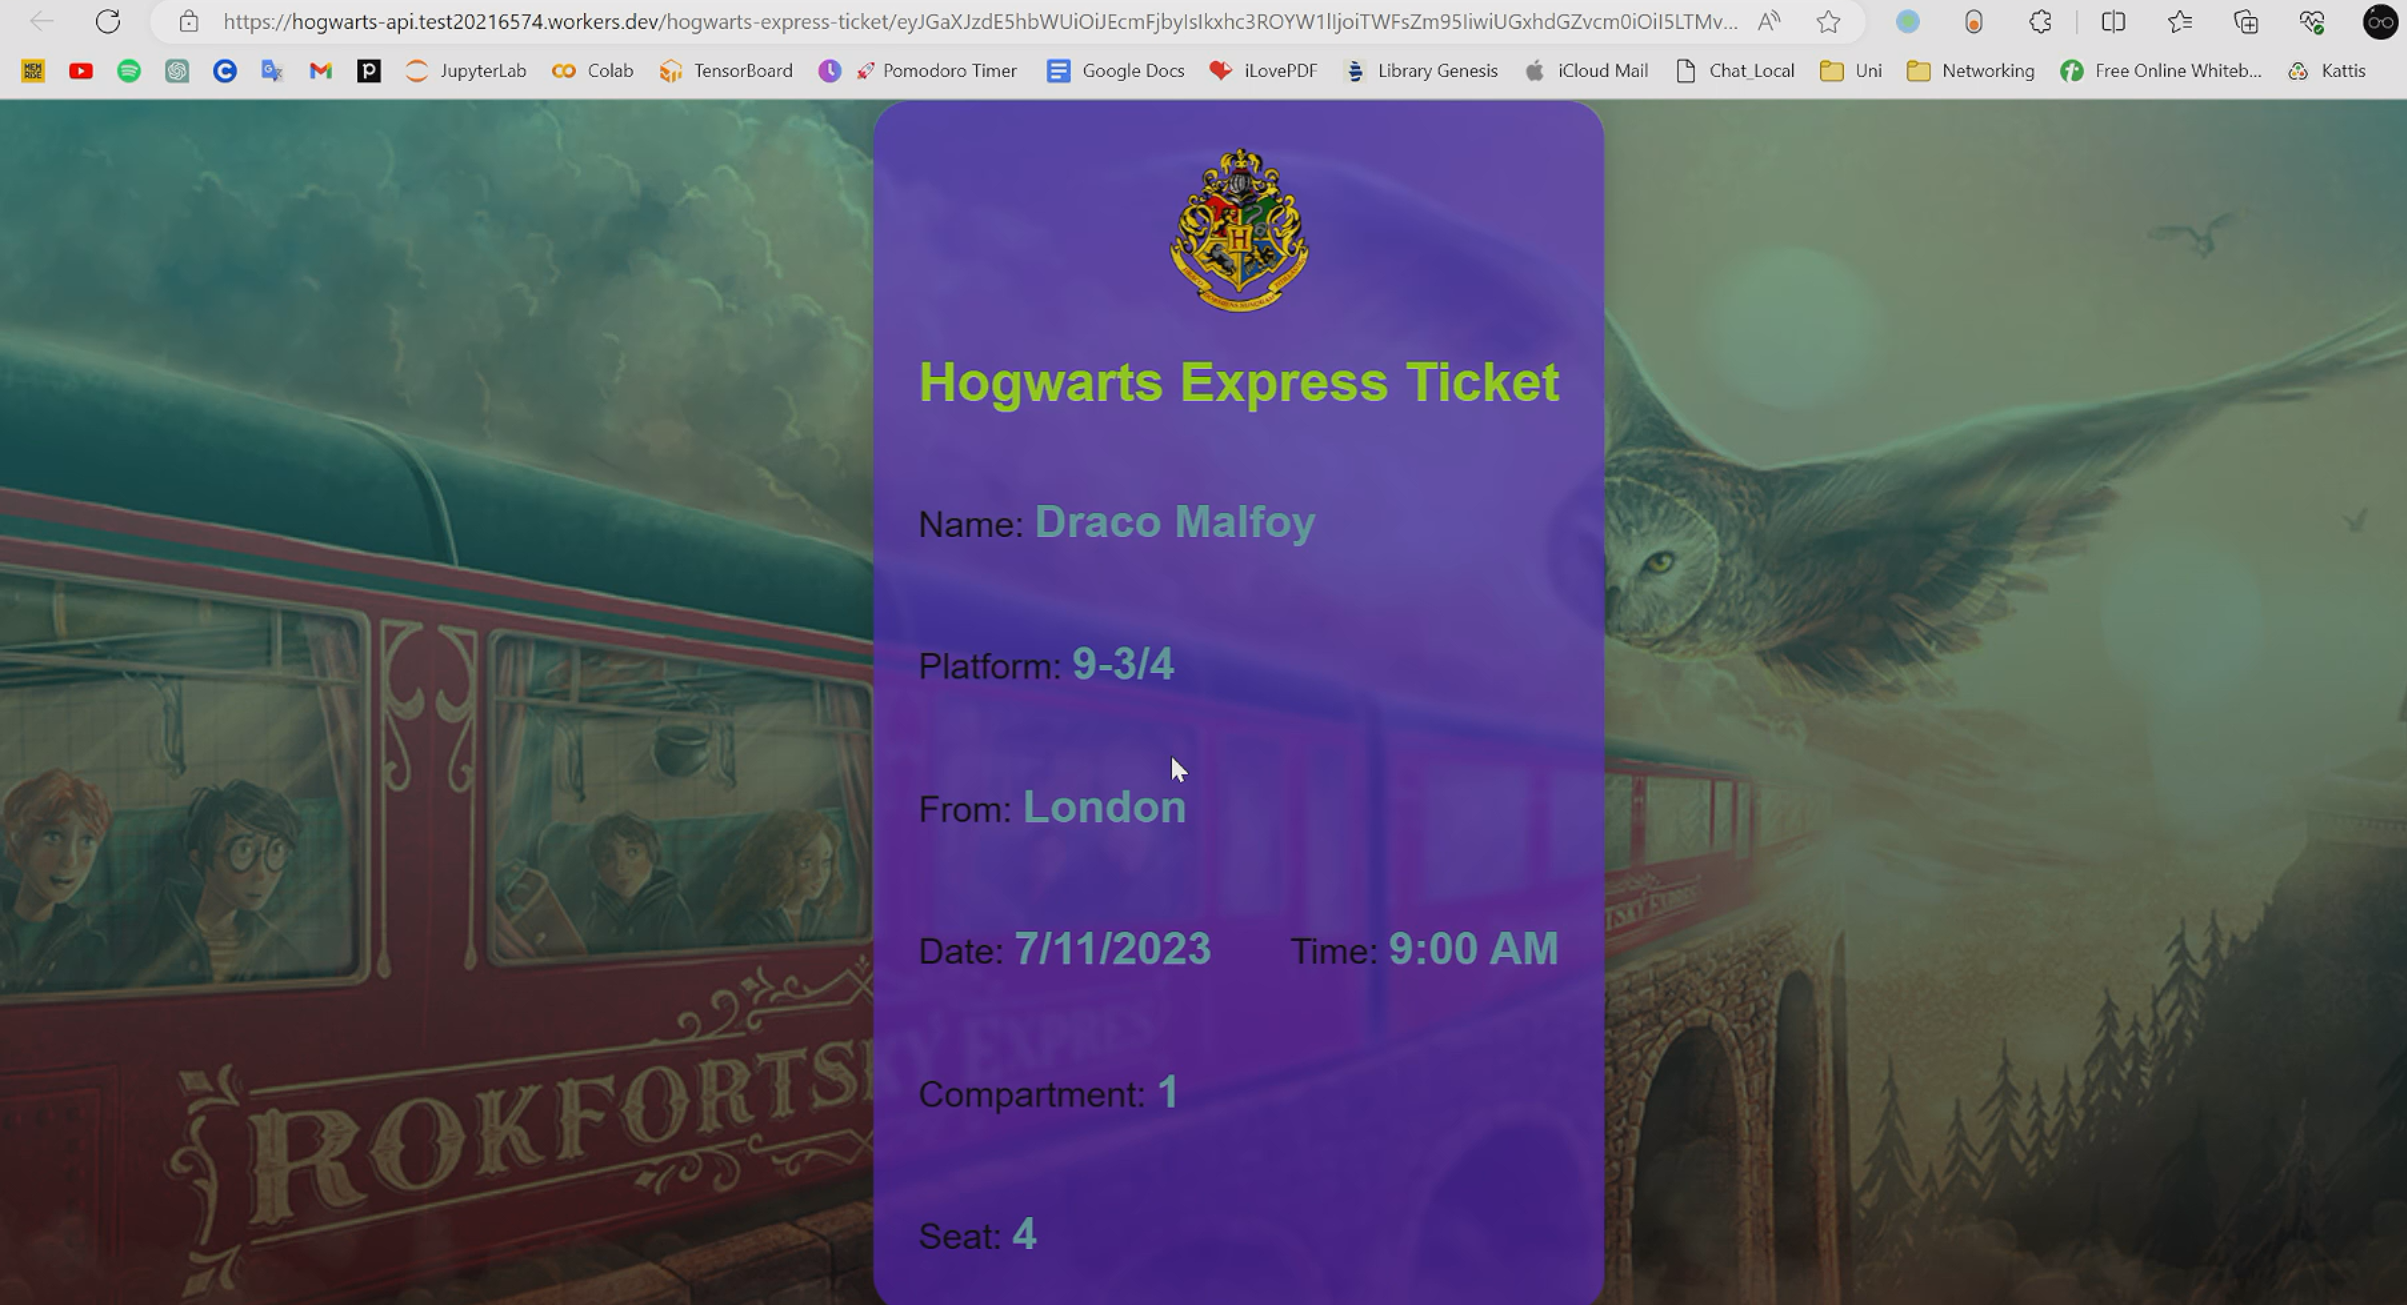 https://hogwarts-api.test20216574.workers.dev/hogwarts-express-ticket/eyJGaXJzdE5hbWUiOiJEcmFjbyIsIkxhc3ROYW1lIjoiTWFsZm95IiwiUGxhdGZvcm0iOiI5LTMv...
JupyterLab Colab TensorBoard Pomodoro Timer Google Docs iLovePDF Library Genesis iCloud Mail Chat_Local Uni Networking Free Online Whiteb... Kattis
H
Hogwarts Express Ticket
Name: Draco Malfoy
Platform: 9-3/4
From: London
Date: 7/11/2023 Time: 9:00 AM
Compartment: 1
Seat: 4
ROKFORTSKÝ EXPRES